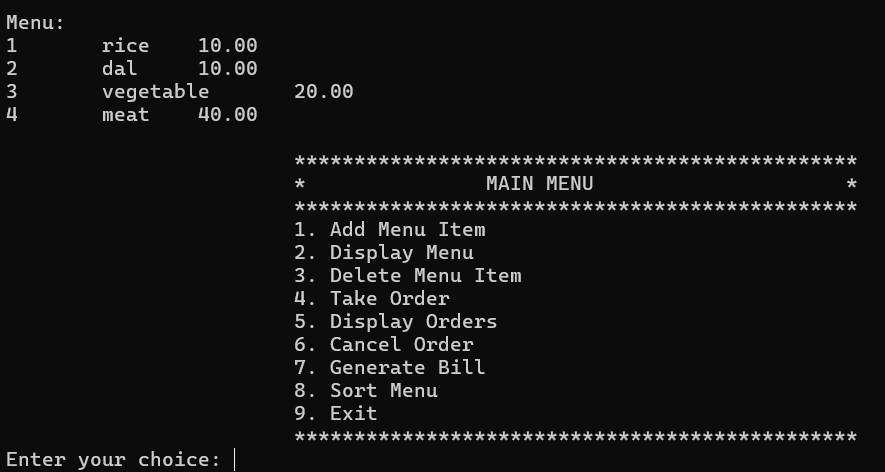 Menu:
1 rice 10.00
2 dal 10.00
3 vegetable 20.00
4 meat 40.00
***********************************************
* MAIN MENU *
***********************************************
1. Add Menu Item
2. Display Menu
3. Delete Menu Item
4. Take Order
5. Display Orders
6. Cancel Order
7. Generate Bill
8. Sort Menu
9. Exit
***********************************************
Enter your choice: